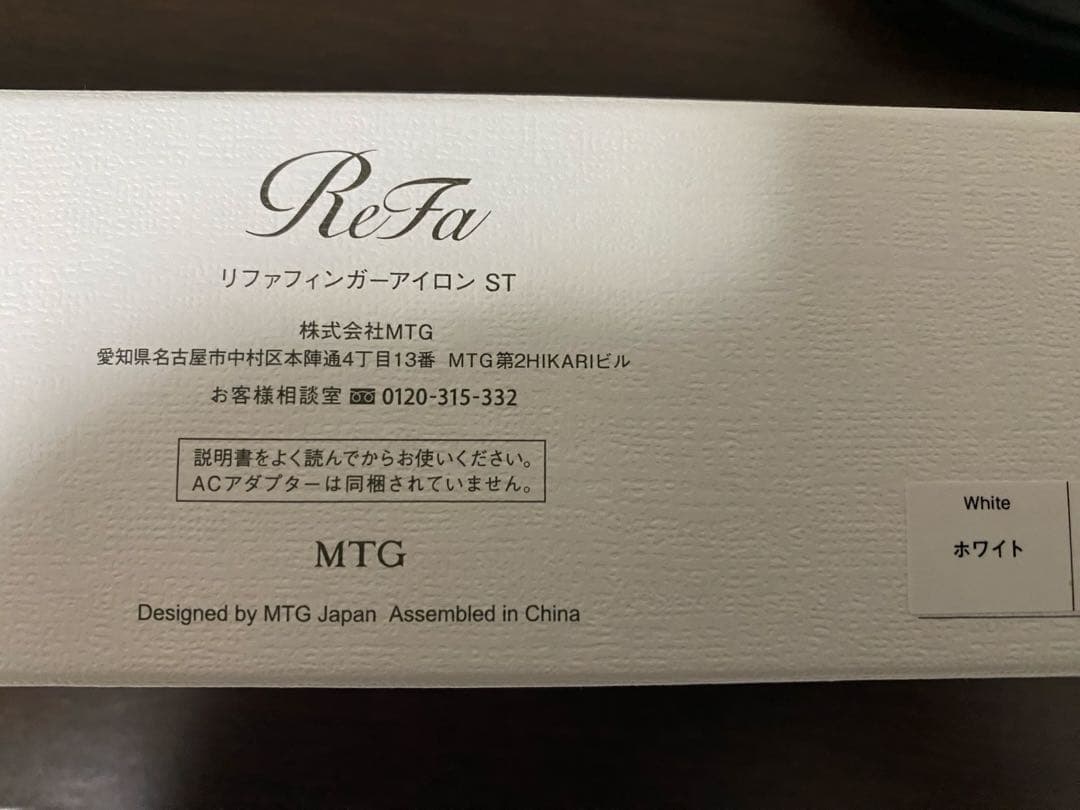 ReFa
リファフィンガーアイロン ST
株式会社MTG
愛知県名古屋市中村区本陣通4丁目13番 MTG第2HIKARIビル
お客様相談室 0120-315-332
説明書をよく読んでからお使いください。
ACアダプターは同梱されていません。
MTG
Designed by MTG Japan Assembled in China
White
ホワイト